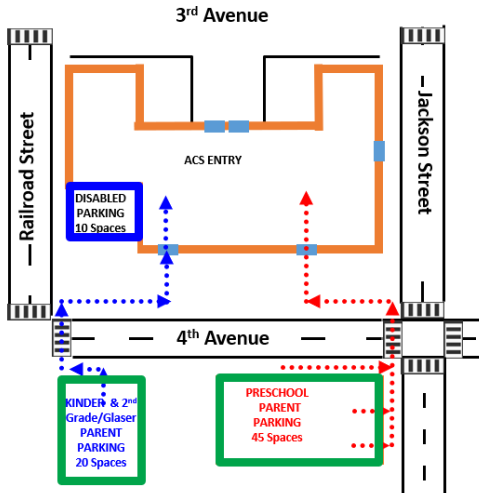 3rd Avenue
Railroad Street
Jackson Street
ACS ENTRY
DISABLED
PARKING
10 Spaces
4th Avenue
KINDER & 2nd
Grade/Glaser
PARENT
PARKING
20 Spaces
PRESCHOOL
PARENT
PARKING
45 Spaces